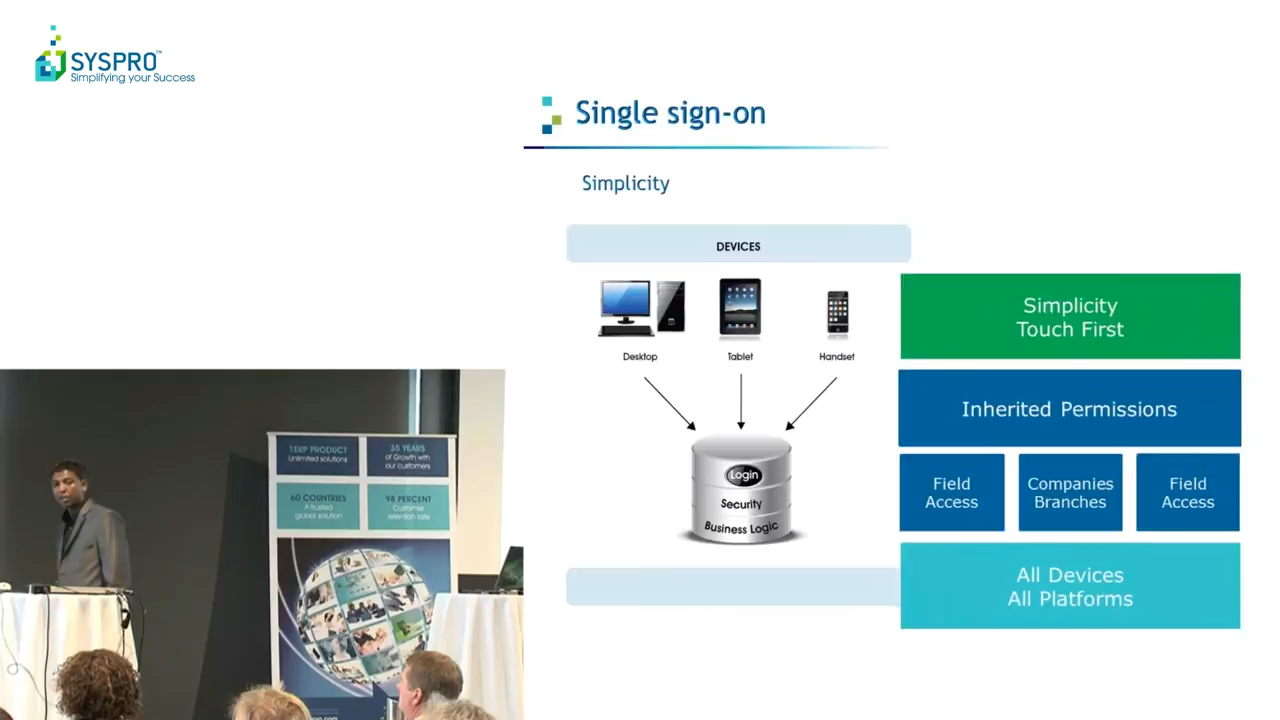 SYSPRO™
Simplifying your Success
Single sign-on
Simplicity
DEVICES
Desktop
Tablet
Handset
Login
Security
Business Logic
Simplicity
Touch First
Inherited Permissions
Field
Access
Companies
Branches
Field
Access
All Devices
All Platforms
1 ERP PRODUCT
Unlimited solutions
35 YEARS
of Growth with
our customers
60 COUNTRIES
A trusted
global solution
98 PERCENT
Customer
retention rate